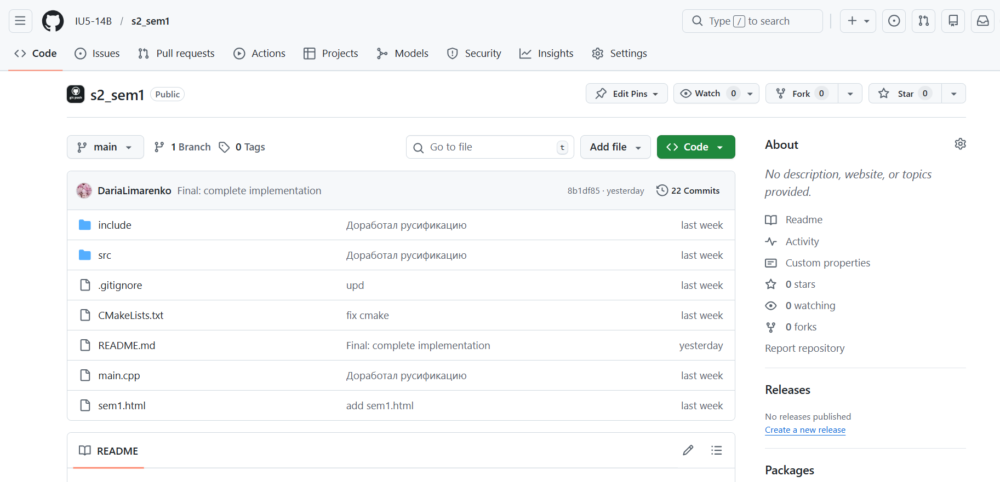 IU5-14B / s2_sem1
Type / to search
Code Issues Pull requests Actions Projects Models Security Insights Settings
git push
s2_sem1 Public
Edit Pins Watch 0 Fork 0 Star 0
main 1 Branch 0 Tags
Go to file t Add file Code
DariaLimarenko Final: complete implementation 8b1df85 · yesterday 22 Commits
include Доработал русификацию last week
src Доработал русификацию last week
.gitignore upd last week
CMakeLists.txt fix cmake last week
README.md Final: complete implementation yesterday
main.cpp Доработал русификацию last week
sem1.html add sem1.html last week
README
About
No description, website, or topics
provided.
Readme
Activity
Custom properties
0 stars
0 watching
0 forks
Report repository
Releases
No releases published
Create a new release
Packages